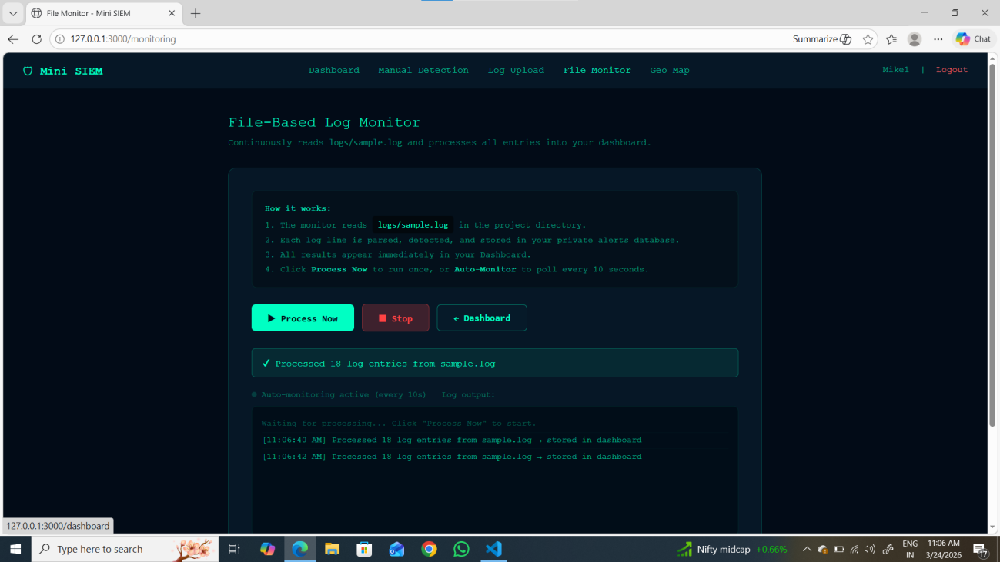 File Monitor - Mini SIEM
127.0.0.1:3000/monitoring
Summarize
Chat
Mini SIEM
Dashboard Manual Detection Log Upload File Monitor Geo Map
Mike1 | Logout
File-Based Log Monitor
Continuously reads logs/sample.log and processes all entries into your dashboard.
How it works:
1. The monitor reads logs/sample.log in the project directory.
2. Each log line is parsed, detected, and stored in your private alerts database.
3. All results appear immediately in your Dashboard.
4. Click Process Now to run once, or Auto-Monitor to poll every 10 seconds.
▶ Process Now
■ Stop
← Dashboard
✓ Processed 18 log entries from sample.log
Auto-monitoring active (every 10s) Log output:
Waiting for processing... Click "Process Now" to start.
[11:06:40 AM] Processed 18 log entries from sample.log → stored in dashboard
[11:06:42 AM] Processed 18 log entries from sample.log → stored in dashboard
127.0.0.1:3000/dashboard
Type here to search
Nifty midcap +0.66%
ENG
IN
11:06 AM
3/24/2026
17